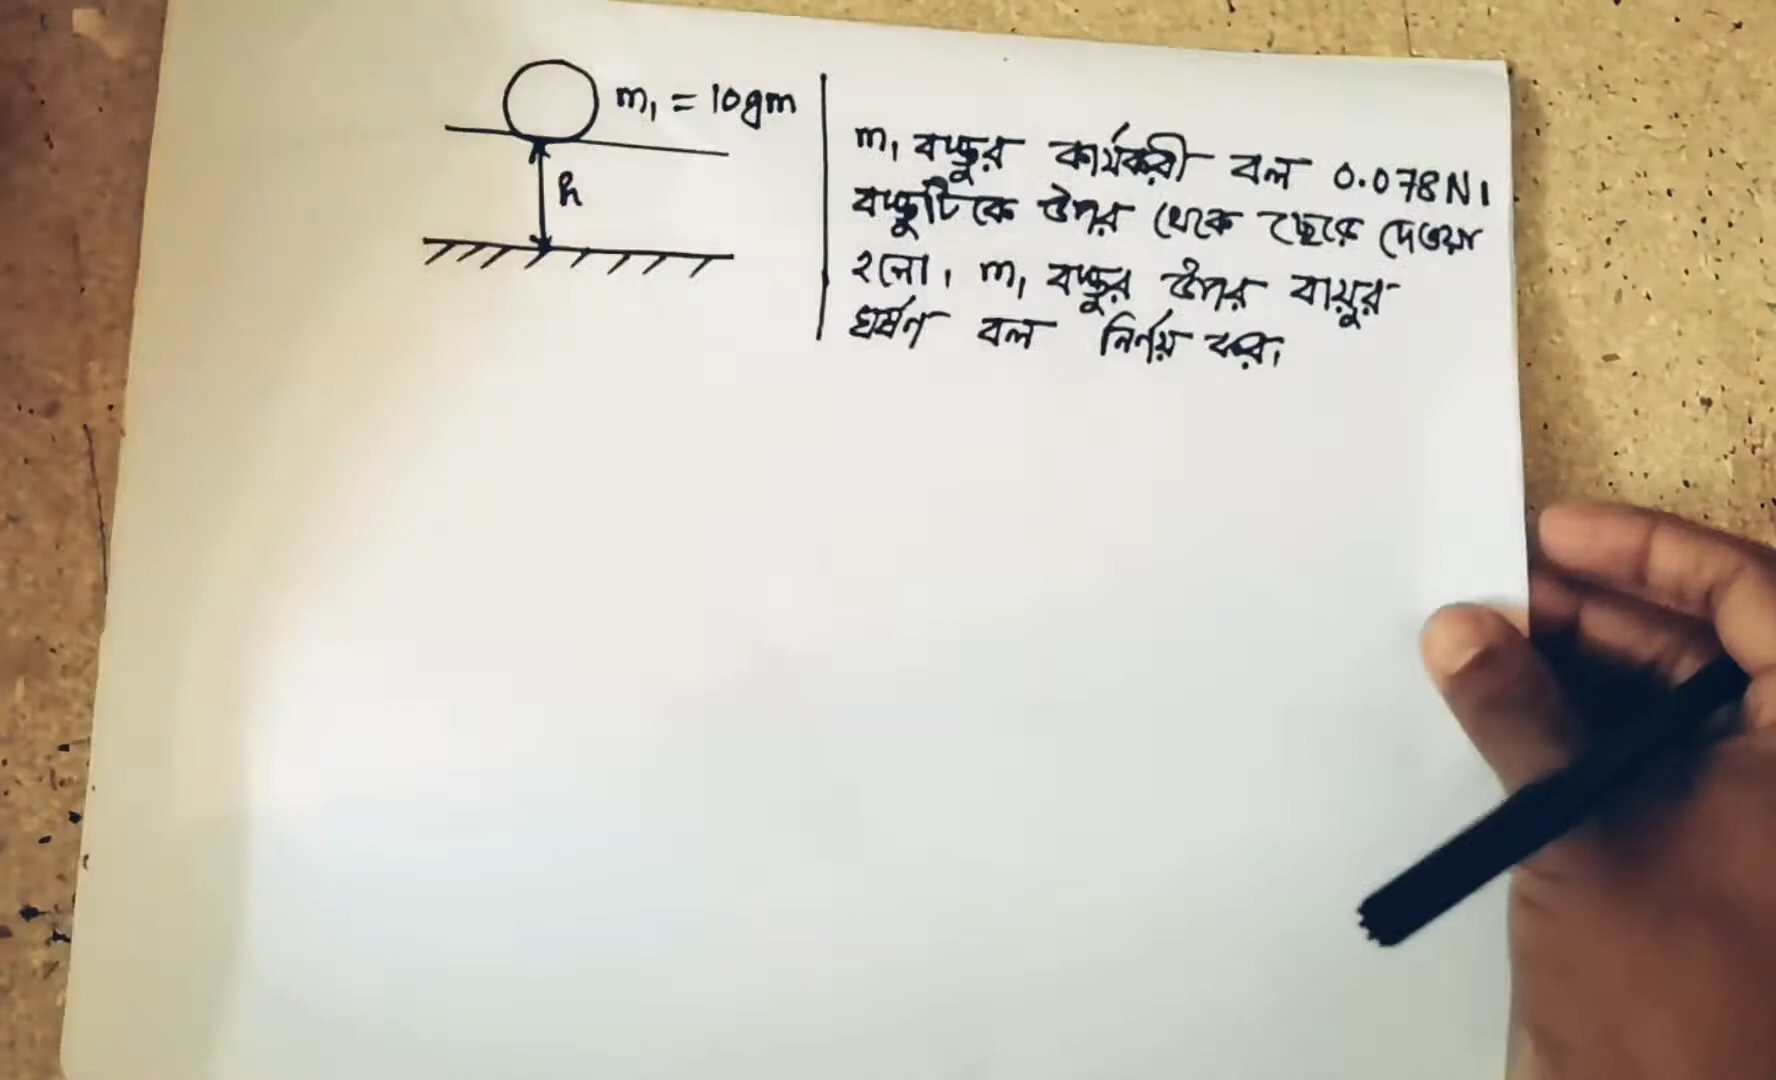 m₁ = 10gm
h
m₁ বস্তুর কার্যকরী বল 0.078N।
বস্তুটিকে উপর থেকে ছেরে দেওয়া
হলো। m₁ বস্তুর উপর বায়ুর
ঘর্ষণ বল নির্ণয় কর।